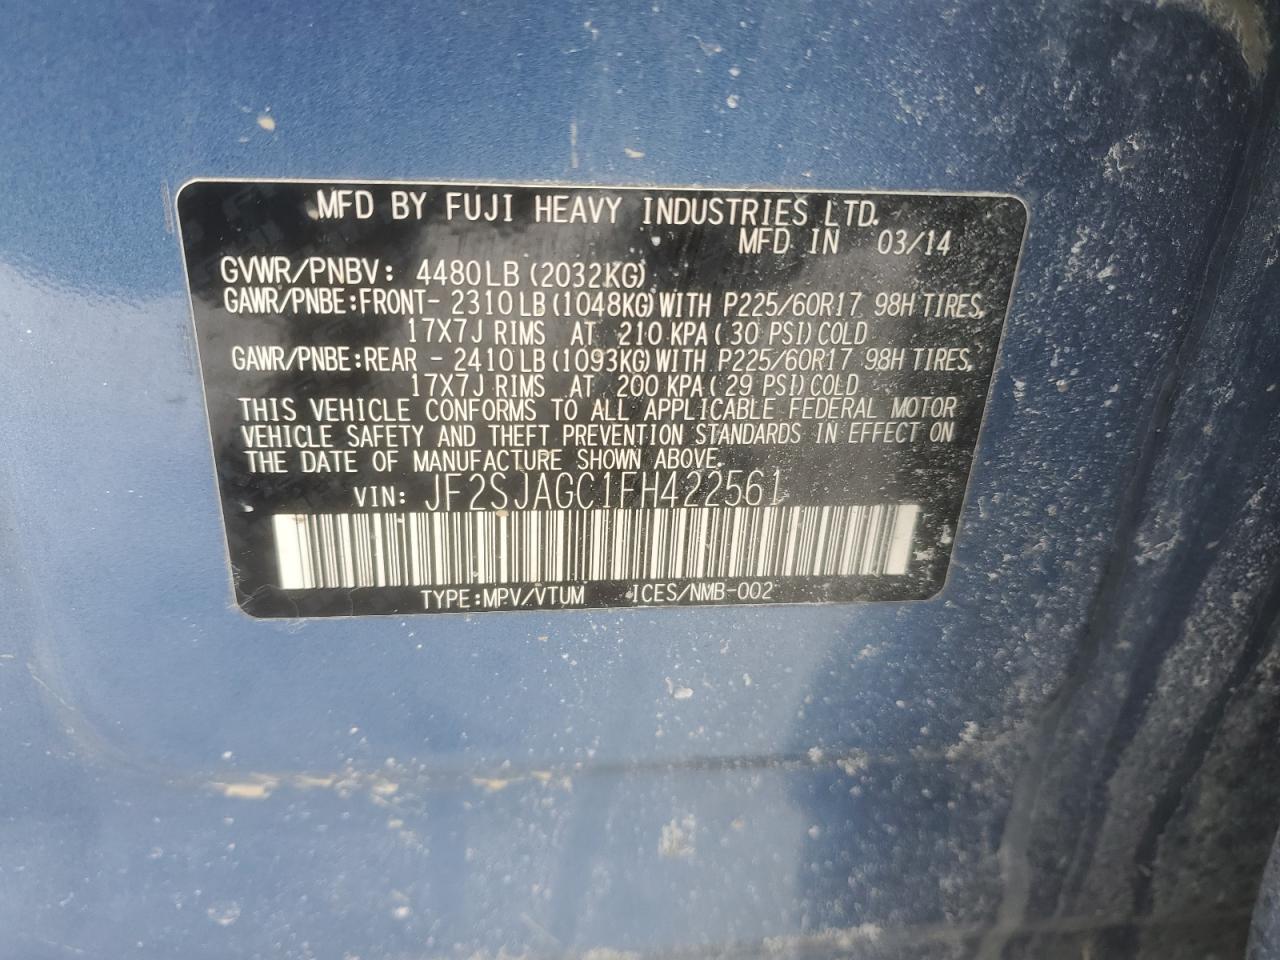 MFD BY FUJI HEAVY INDUSTRIES LTD.
MFD IN 03/14
GVWR/PNBV: 4480LB (2032KG)
GAWR/PNBE:FRONT- 2310LB (1048KG) WITH P225/60R17 98H TIRES,
17X7J RIMS AT 210 KPA ( 30 PSI) COLD
GAWR/PNBE:REAR - 2410LB (1093KG) WITH P225/60R17 98H TIRES,
17X7J RIMS AT 200 KPA ( 29 PSI) COLD
THIS VEHICLE CONFORMS TO ALL APPLICABLE FEDERAL MOTOR
VEHICLE SAFETY AND THEFT PREVENTION STANDARDS IN EFFECT ON
THE DATE OF MANUFACTURE SHOWN ABOVE.
VIN: JF2SJAGC1FH422561
TYPE:MPV/VTUM ICES/NMB-002